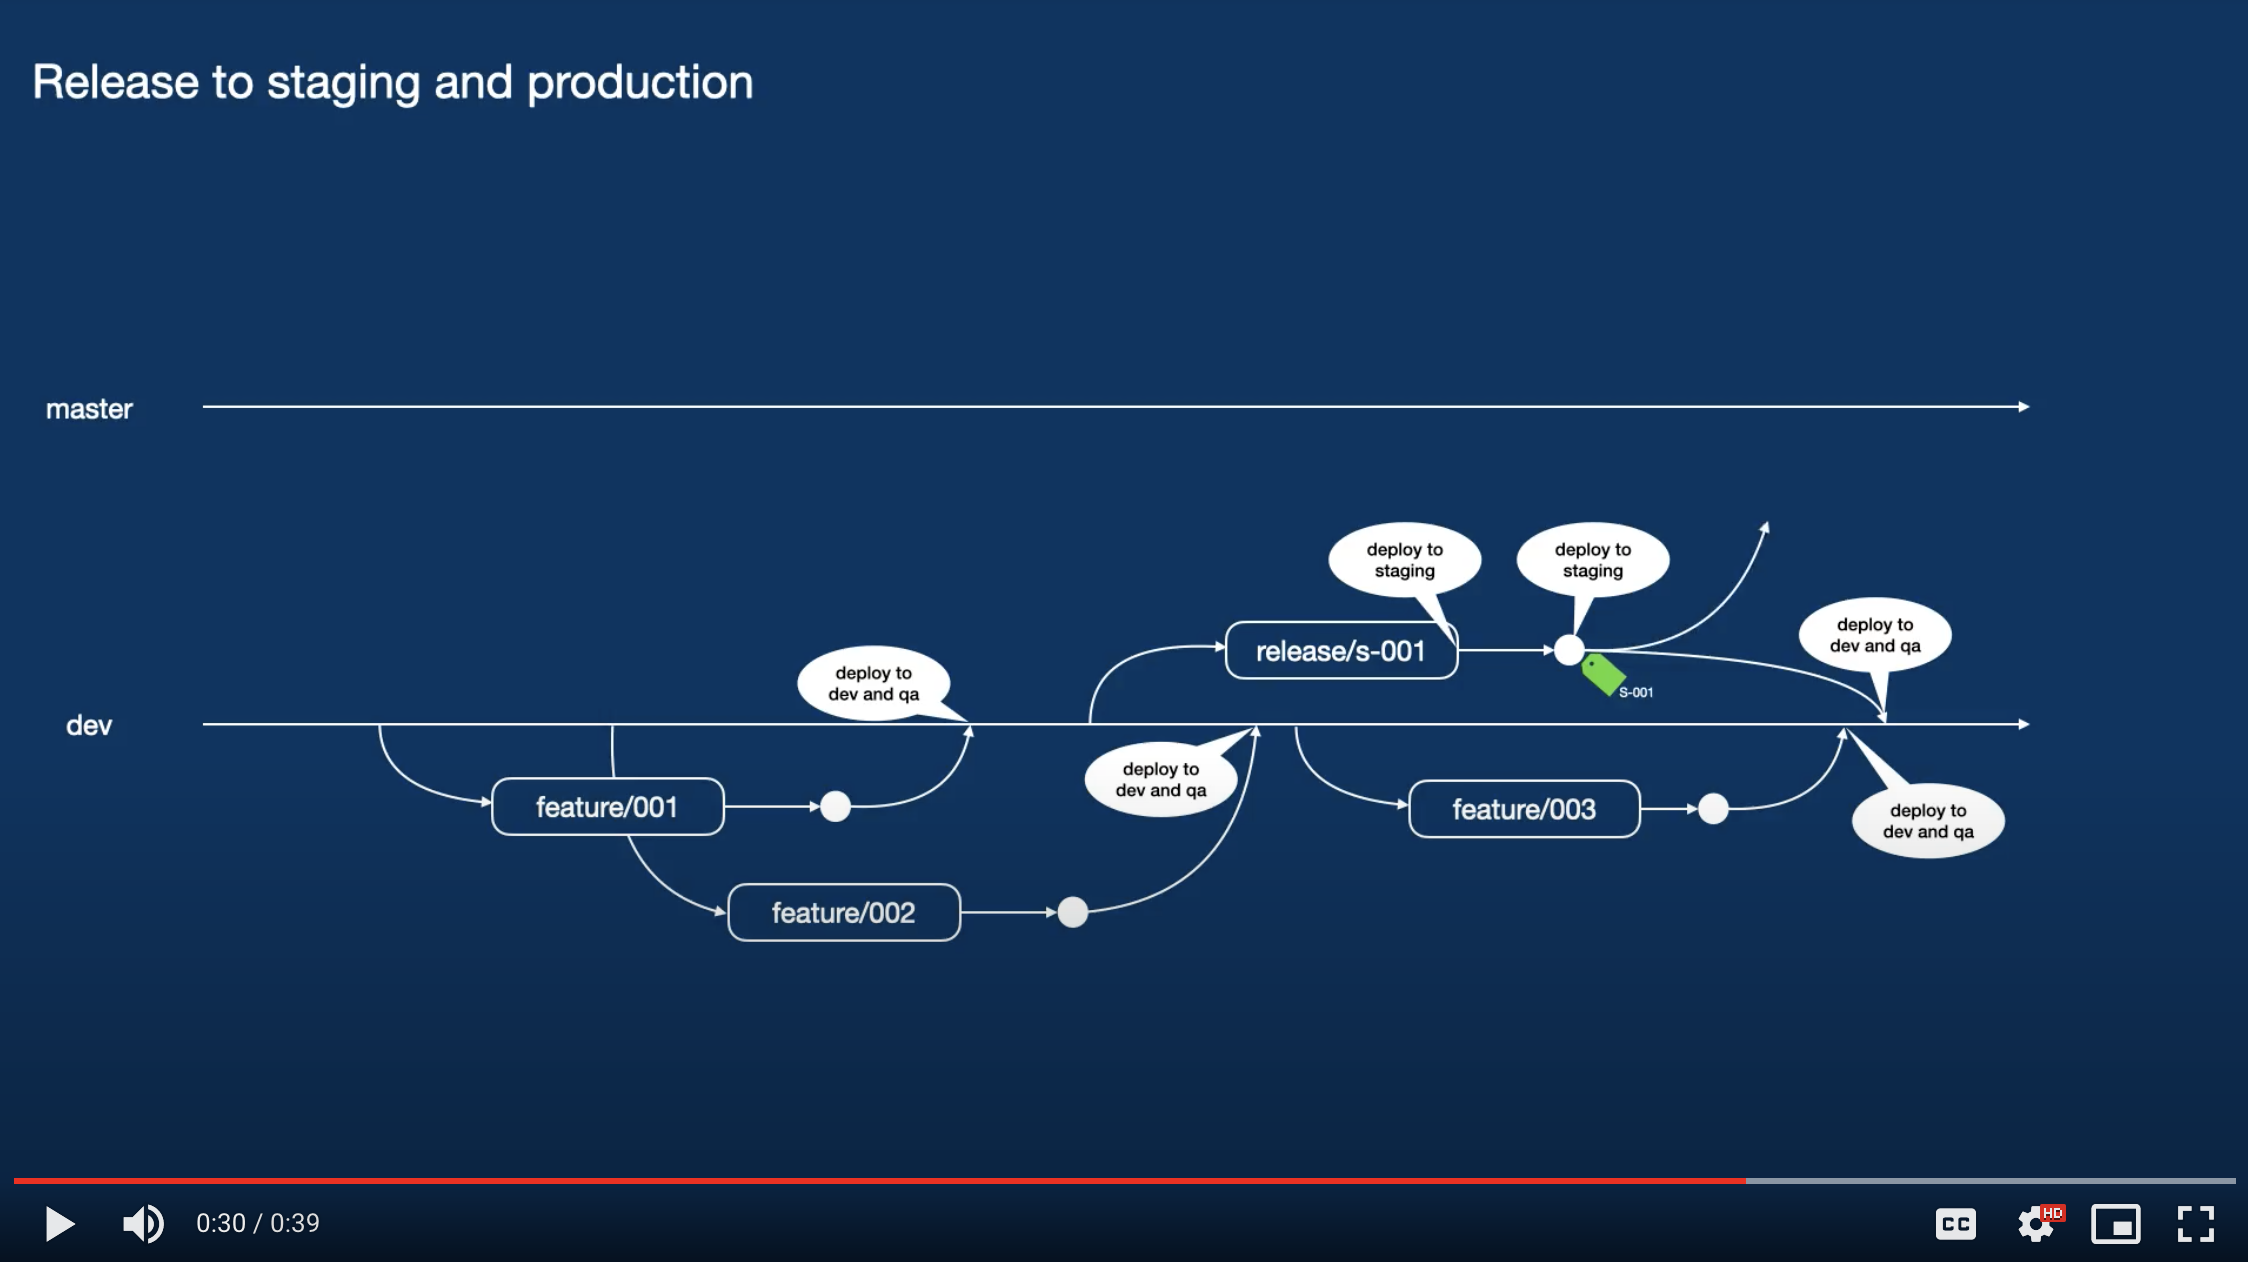 Release to staging and production
master
deploy to
staging
deploy to
staging
deploy to
dev and qa
release/s-001
deploy to
dev and qa
S-001
dev
deploy to
dev and qa
feature/001
feature/003
deploy to
dev and qa
feature/002
0:30 / 0:39
CC
HD